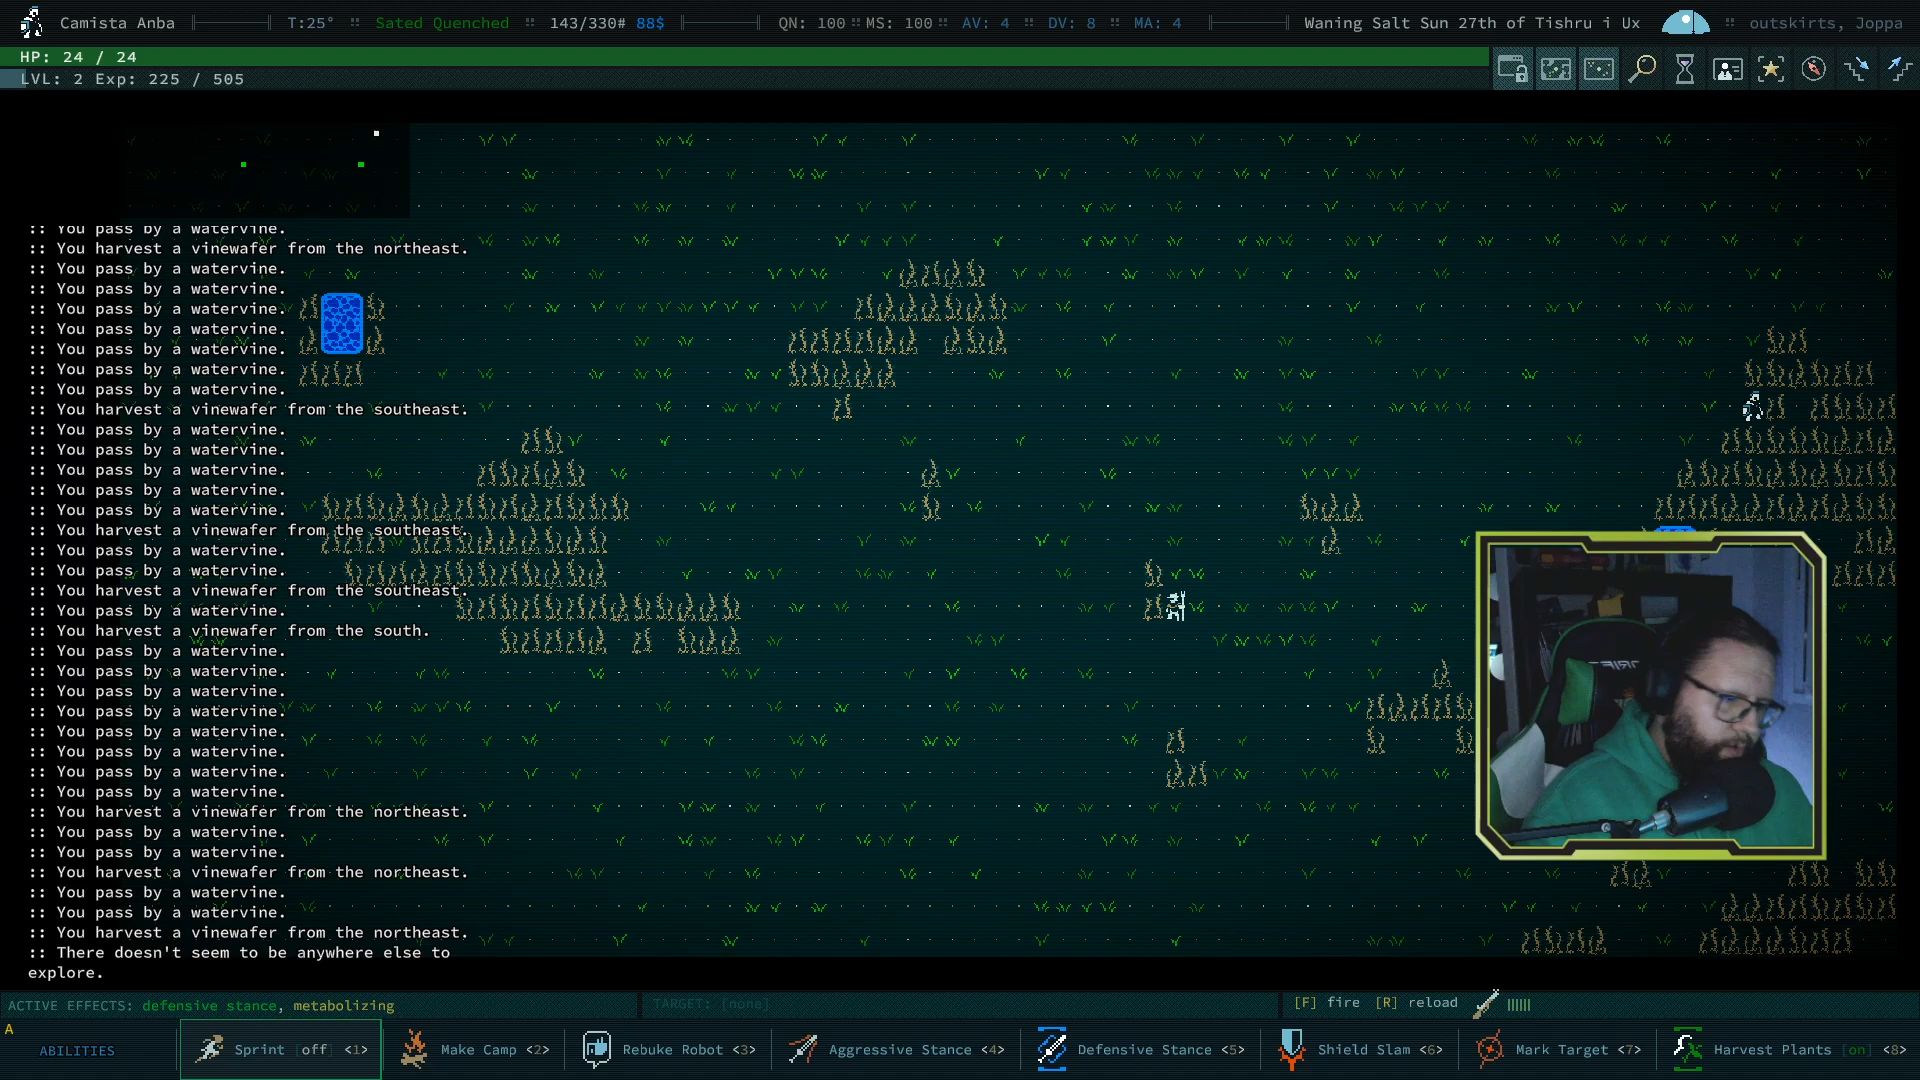 Camista Anba
T:25° :: Sated Quenched :: 143/330# 88$
QN: 100 :: MS: 100 :: AV: 4 :: DV: 8 :: MA: 4
Waning Salt Sun 27th of Tishru i Ux
:: outskirts, Joppa
HP: 24 / 24
LVL: 2 Exp: 225 / 505
:: You pass by a watervine.
:: You harvest a vinewafer from the northeast.
:: You pass by a watervine.
:: You pass by a watervine.
:: You pass by a watervine.
:: You pass by a watervine.
:: You pass by a watervine.
:: You pass by a watervine.
:: You pass by a watervine.
:: You harvest a vinewafer from the southeast.
:: You pass by a watervine.
:: You pass by a watervine.
:: You pass by a watervine.
:: You pass by a watervine.
:: You pass by a watervine.
:: You harvest a vinewafer from the southeast.
:: You pass by a watervine.
:: You pass by a watervine.
:: You harvest a vinewafer from the southeast.
:: You pass by a watervine.
:: You harvest a vinewafer from the south.
:: You pass by a watervine.
:: You pass by a watervine.
:: You pass by a watervine.
:: You pass by a watervine.
:: You pass by a watervine.
:: You pass by a watervine.
:: You pass by a watervine.
:: You pass by a watervine.
:: You harvest a vinewafer from the northeast.
:: You pass by a watervine.
:: You pass by a watervine.
:: You harvest a vinewafer from the northeast.
:: You pass by a watervine.
:: You pass by a watervine.
:: You harvest a vinewafer from the northeast.
:: There doesn't seem to be anywhere else to
explore.
ACTIVE EFFECTS: defensive stance, metabolizing
TARGET: [none]
[F] fire [R] reload
A
ABILITIES
Sprint [off] <1>
Make Camp <2>
Rebuke Robot <3>
Aggressive Stance <4>
Defensive Stance <5>
Shield Slam <6>
Mark Target <7>
Harvest Plants [on] <8>